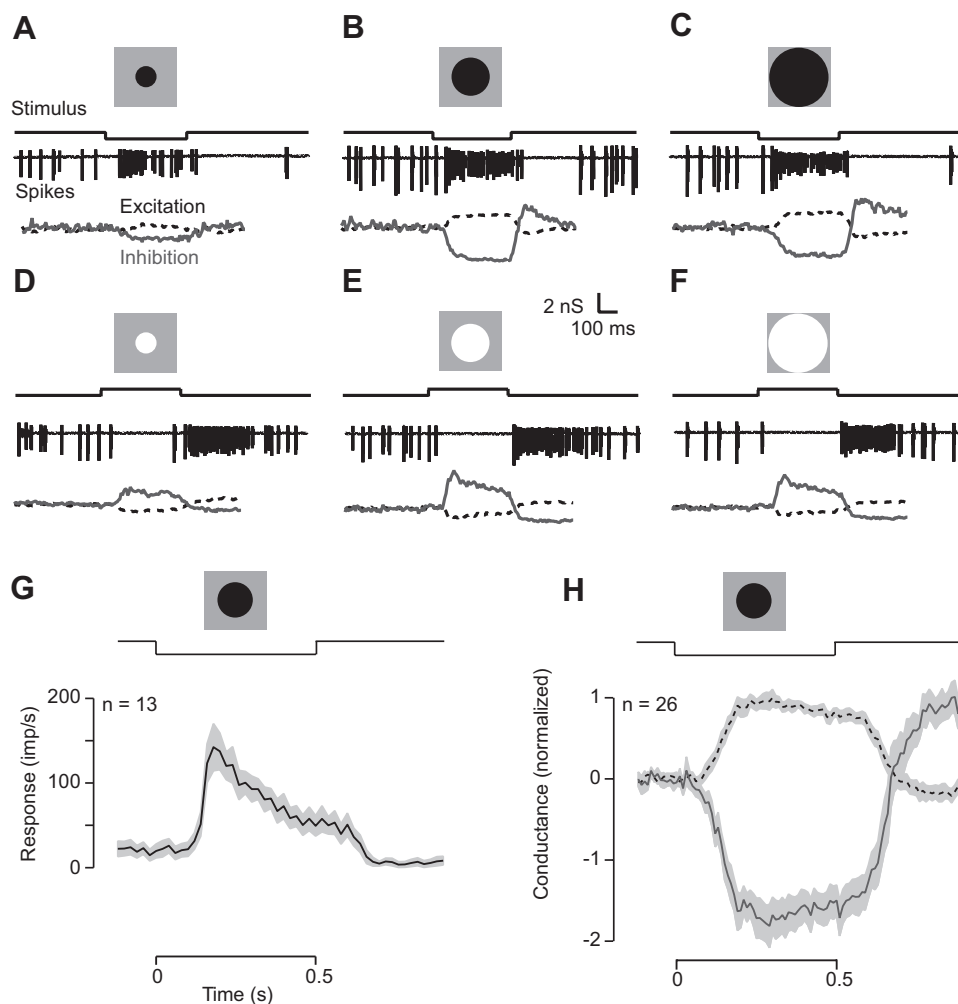 A
B
C
Stimulus
Spikes
Excitation
Inhibition
D
E
F
2 nS
100 ms
G
H
n = 13
200
100
0
Response (imp/s)
0
0.5
Time (s)
n = 26
1
0
-1
-2
Conductance (normalized)
0
0.5